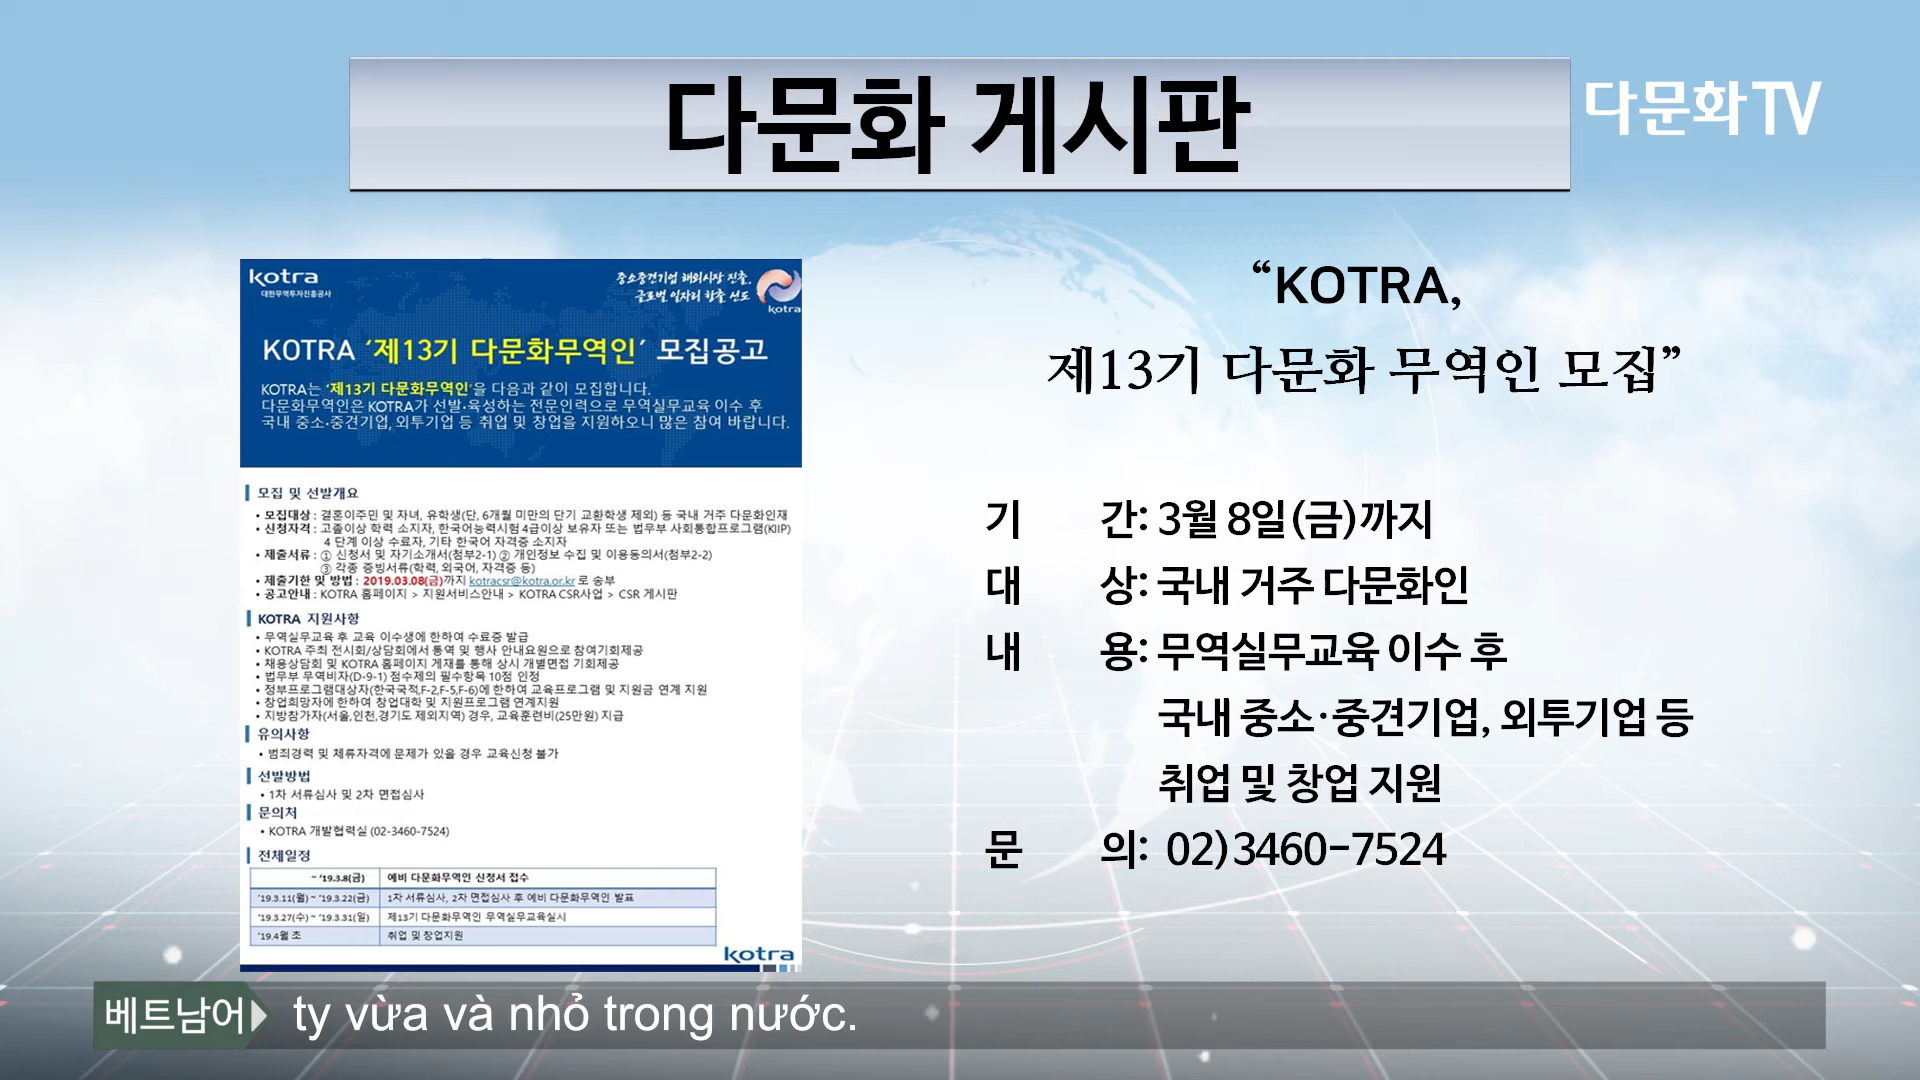 다문화 게시판
다문화TV
kotra
대한무역투자진흥공사
중소중견기업 해외시장 진출,
글로벌 일자리 창출 선도
kotra
KOTRA ‘제13기 다문화무역인’ 모집공고
KOTRA는 ‘제13기 다문화무역인’을 다음과 같이 모집합니다.
다문화무역인은 KOTRA가 선발·육성하는 전문인력으로 무역실무교육 이수 후
국내 중소·중견기업, 외투기업 등 취업 및 창업을 지원하오니 많은 참여 바랍니다.
모집 및 선발개요
• 모집대상 : 결혼이주민 및 자녀, 유학생(단, 6개월 미만의 단기 교환학생 제외) 등 국내 거주 다문화인재
• 신청자격 : 고졸이상 학력 소지자, 한국어능력시험 4급이상 보유자 또는 법무부 사회통합프로그램(KIIP)
4 단계 이상 수료자, 기타 한국어 자격증 소지자
• 제출서류 : ① 신청서 및 자기소개서(첨부2-1) ② 개인정보 수집 및 이용동의서(첨부2-2)
③ 각종 증빙서류(학력, 외국어, 자격증 등)
• 제출기한 및 방법 : 2019.03.08(금)까지 kotracsr@kotra.or.kr 로 송부
• 공고안내 : KOTRA 홈페이지 > 지원서비스안내 > KOTRA CSR사업 > CSR 게시판
KOTRA 지원사항
• 무역실무교육 후 교육 이수생에 한하여 수료증 발급
• KOTRA 주최 전시회/상담회에서 통역 및 행사 안내요원으로 참여기회제공
• 채용상담회 및 KOTRA 홈페이지 게재를 통해 상시 개별면접 기회제공
• 법무부 무역비자(D-9-1) 점수제의 필수항목 10점 인정
• 정부프로그램대상자(한국국적,F-2,F-5,F-6)에 한하여 교육프로그램 및 지원금 연계 지원
• 창업희망자에 한하여 창업대학 및 지원프로그램 연계지원
• 지방참가자(서울,인천,경기도 제외지역) 경우, 교육훈련비(25만원) 지급
유의사항
• 범죄경력 및 체류자격에 문제가 있을 경우 교육신청 불가
선발방법
• 1차 서류심사 및 2차 면접심사
문의처
• KOTRA 개발협력실 (02-3460-7524)
전체일정
~ ‘19.3.8(금) 예비 다문화무역인 신청서 접수
‘19.3.11(월) ~ ‘19.3.22(금) 1차 서류심사, 2차 면접심사 후 예비 다문화무역인 발표
‘19.3.27(수) ~ ‘19.3.31(일) 제13기 다문화무역인 무역실무교육실시
‘19.4월 초 취업 및 창업지원
kotra
“KOTRA,
제13기 다문화 무역인 모집”
기 간: 3월 8일(금)까지
대 상: 국내 거주 다문화인
내 용: 무역실무교육 이수 후
국내 중소·중견기업, 외투기업 등
취업 및 창업 지원
문 의: 02)3460-7524
베트남어 ty vừa và nhỏ trong nước.